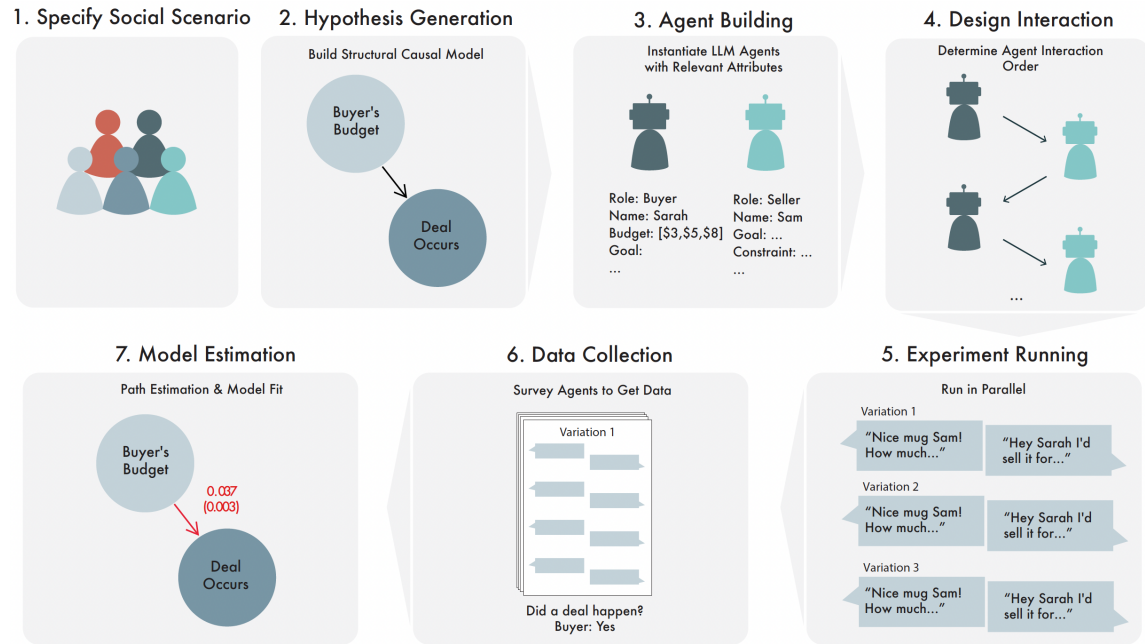 1. Specify Social Scenario
2. Hypothesis Generation
Build Structural Causal Model
Buyer's
Budget
Deal
Occurs
3. Agent Building
Instantiate LLM Agents
with Relevant Attributes
Role: Buyer
Name: Sarah
Budget: [$3,$5,$8]
Goal:
...
Role: Seller
Name: Sam
Goal: ...
Constraint: ...
...
4. Design Interaction
Determine Agent Interaction
Order
...
5. Experiment Running
Run in Parallel
Variation 1
“Nice mug Sam!
How much...”
“Hey Sarah I'd
sell it for...”
Variation 2
“Nice mug Sam!
How much...”
“Hey Sarah I'd
sell it for...”
Variation 3
“Nice mug Sam!
How much...”
“Hey Sarah I'd
sell it for...”
6. Data Collection
Survey Agents to Get Data
Variation 1
Did a deal happen?
Buyer: Yes
7. Model Estimation
Path Estimation & Model Fit
Buyer's
Budget
0.037
(0.003)
Deal
Occurs